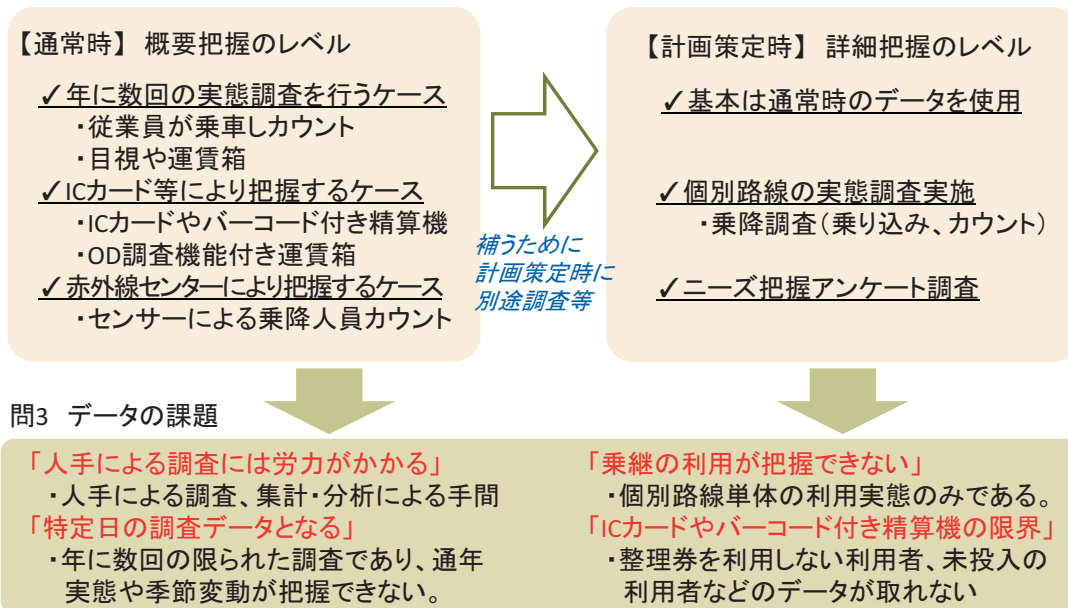 【通常時】 概要把握のレベル
✓年に数回の実態調査を行うケース
・従業員が乗車しカウント
・目視や運賃箱
✓ICカード等により把握するケース
・ICカードやバーコード付き精算機
・OD調査機能付き運賃箱
✓赤外線センターにより把握するケース
・センサーによる乗降人員カウント
補うために
計画策定時に
別途調査等
【計画策定時】 詳細把握のレベル
✓基本は通常時のデータを使用
✓個別路線の実態調査実施
・乗降調査（乗り込み、カウント）
✓ニーズ把握アンケート調査
問3 データの課題
「人手による調査には労力がかかる」
・人手による調査、集計・分析による手間
「特定日の調査データとなる」
・年に数回の限られた調査であり、通年
実態や季節変動が把握できない。
「乗継の利用が把握できない」
・個別路線単体の利用実態のみである。
「ICカードやバーコード付き精算機の限界」
・整理券を利用しない利用者、未投入の
利用者などのデータが取れない